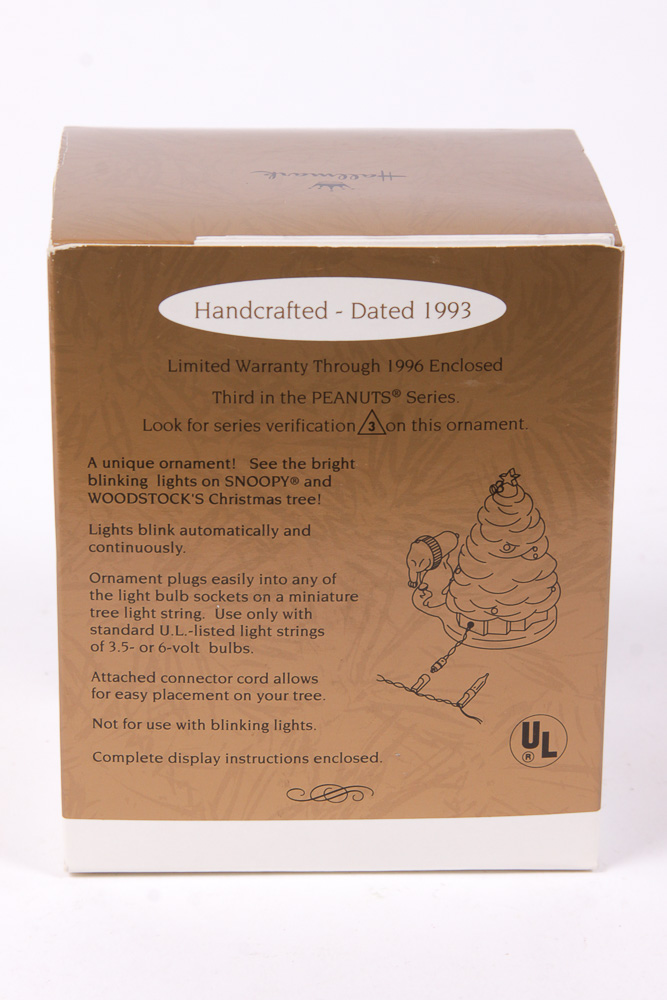 Hallmark
Handcrafted - Dated 1993
Limited Warranty Through 1996 Enclosed
Third in the PEANUTS® Series.
Look for series verification 3 on this ornament.
A unique ornament! See the bright
blinking lights on SNOOPY® and
WOODSTOCK'S Christmas tree!
Lights blink automatically and
continuously.
Ornament plugs easily into any of
the light bulb sockets on a miniature
tree light string. Use only with
standard U.L.-listed light strings
of 3.5- or 6-volt bulbs.
Attached connector cord allows
for easy placement on your tree.
Not for use with blinking lights.
Complete display instructions enclosed.
UL
®